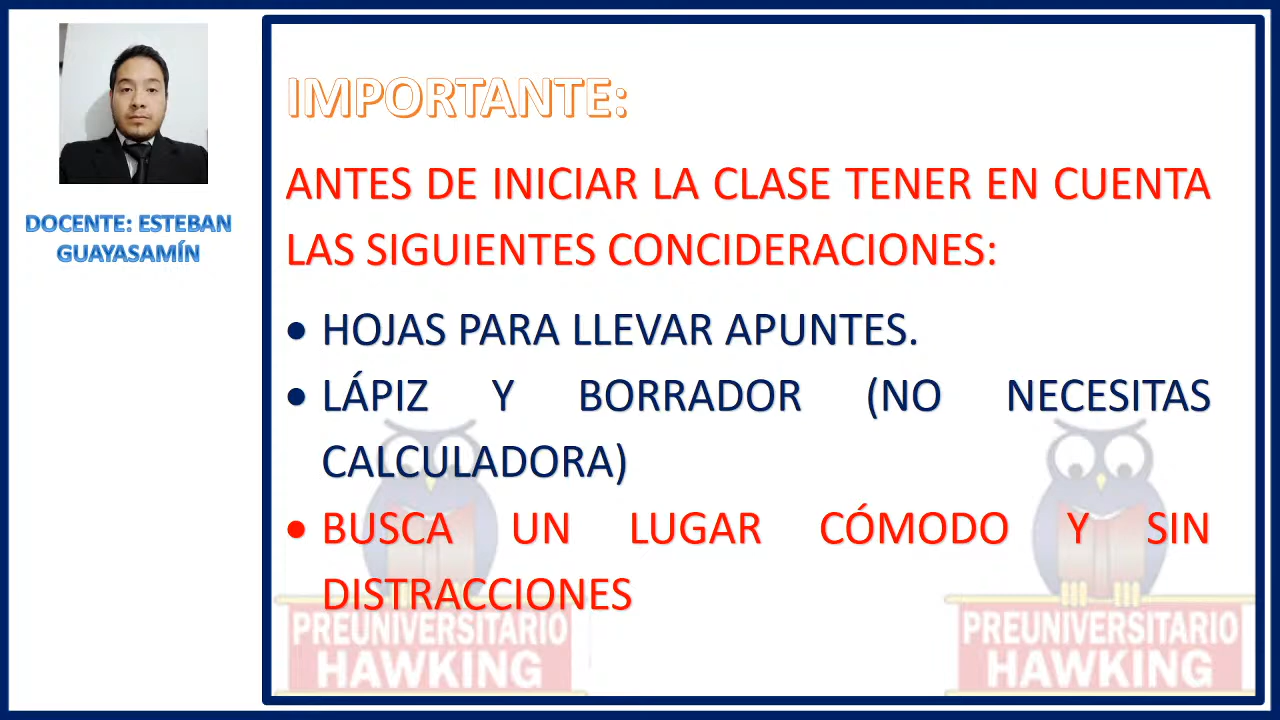 DOCENTE: ESTEBAN
GUAYASAMÍN
IMPORTANTE:
ANTES DE INICIAR LA CLASE TENER EN CUENTA
LAS SIGUIENTES CONCIDERACIONES:
• HOJAS PARA LLEVAR APUNTES.
• LÁPIZ Y BORRADOR (NO NECESITAS
CALCULADORA)
• BUSCA UN LUGAR CÓMODO Y SIN
DISTRACCIONES
PREUNIVERSITARIO
HAWKING
PREUNIVERSITARIO
HAWKING